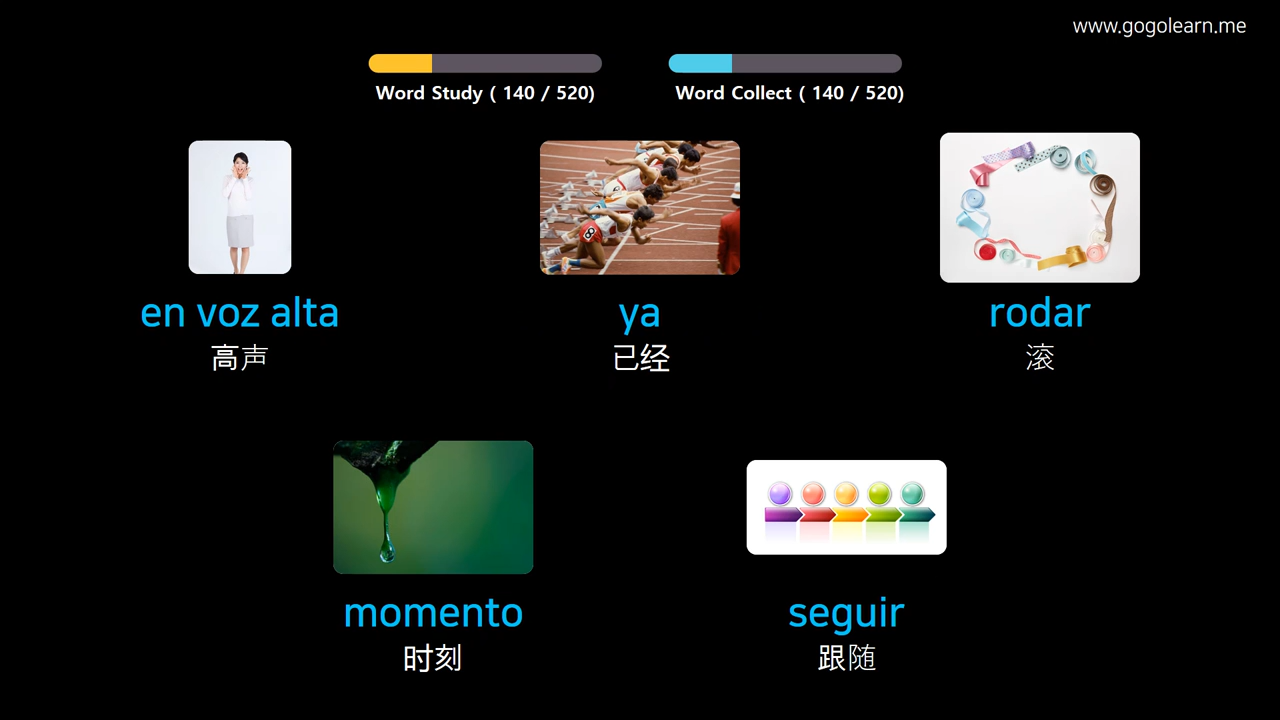 www.gogolearn.me
Word Study ( 140 / 520)
Word Collect ( 140 / 520)
8
en voz alta
高声
ya
已经
rodar
滚
momento
时刻
seguir
跟随